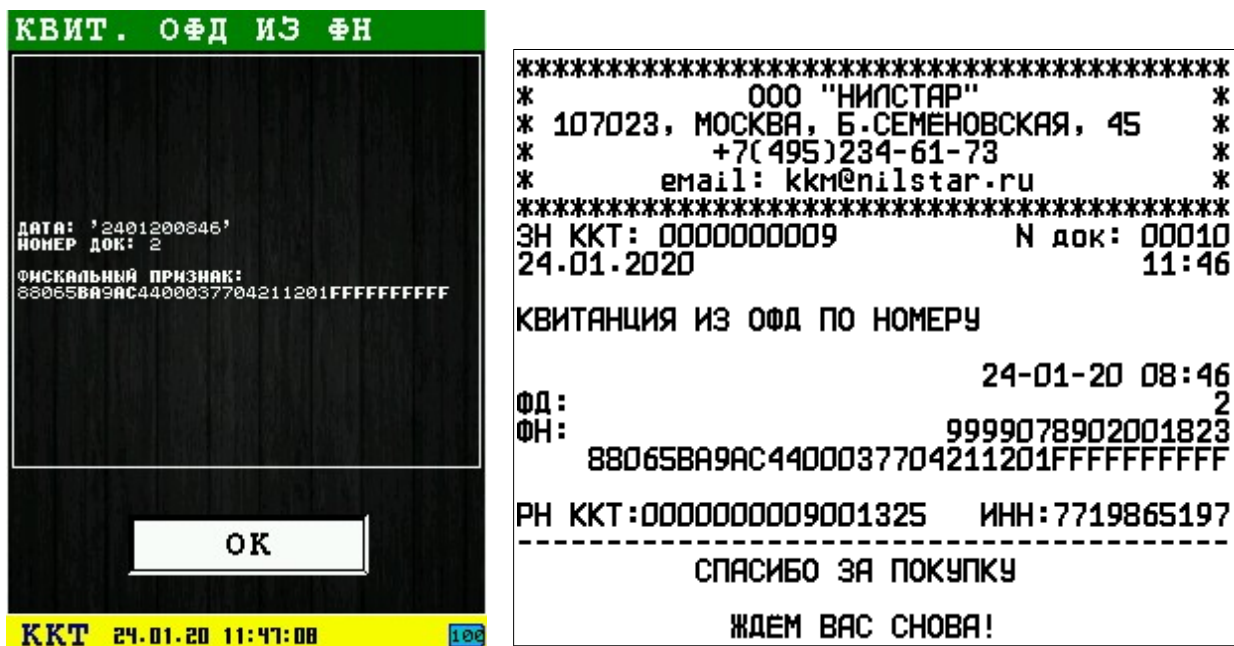 КВИТ. ОФД ИЗ ФН
ДАТА: '2401200846'
НОМЕР ДОК: 2
ФИСКАЛЬНЫЙ ПРИЗНАК:
88065BA9AC4400037704211201FFFFFFFFFF
OK
ККТ 24.01.20 11:47:08
100
****************************************
* ООО "НИЛСТАР" *
* 107023, МОСКВА, Б.СЕМЕНОВСКАЯ, 45 *
* +7(495)234-61-73 *
* email: kkm@nilstar.ru *
****************************************
ЗН ККТ: 0000000009 N док: 00010
24.01.2020 11:46
КВИТАНЦИЯ ИЗ ОФД ПО НОМЕРУ
24-01-20 08:46
ФД: 2
ФН: 9999078902001823
88065BA9AC4400037704211201FFFFFFFFFF
РН ККТ:0000000009001325 ИНН:7719865197
----------------------------------------
СПАСИБО ЗА ПОКУПКУ
ЖДЕМ ВАС СНОВА!